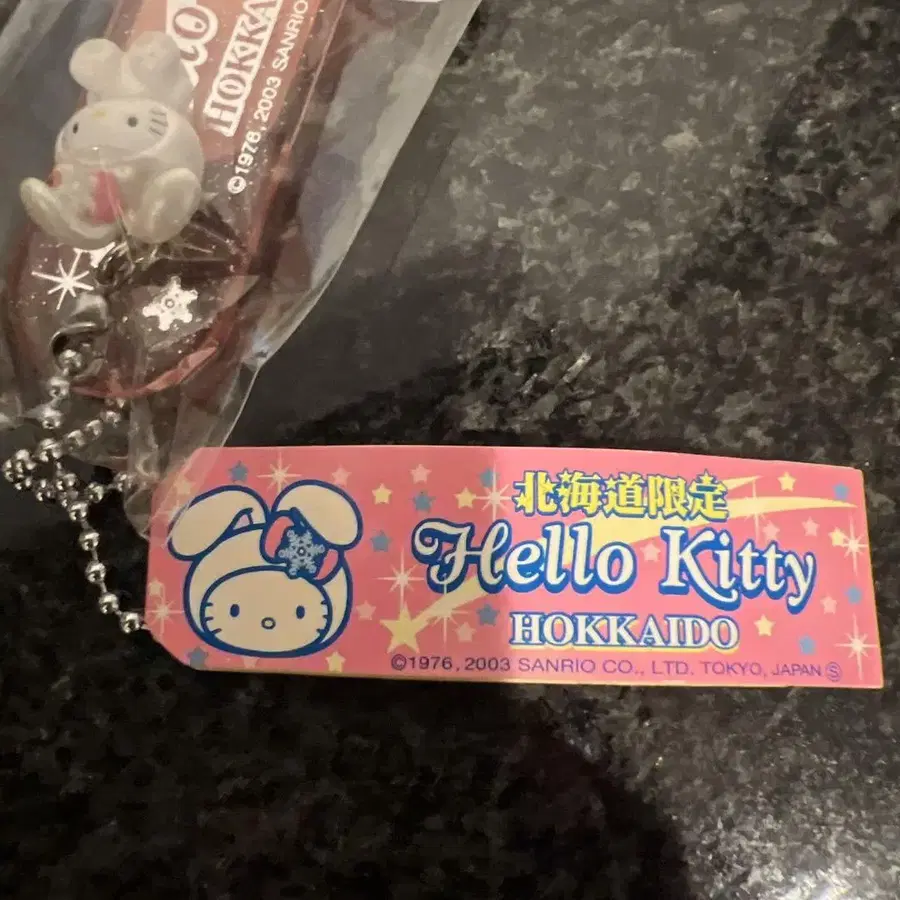 HOKKA
©1976, 2003 SANRIO
北海道限定
Hello Kitty
HOKKAIDO
©1976, 2003 SANRIO CO., LTD. TOKYO, JAPAN Ⓢ